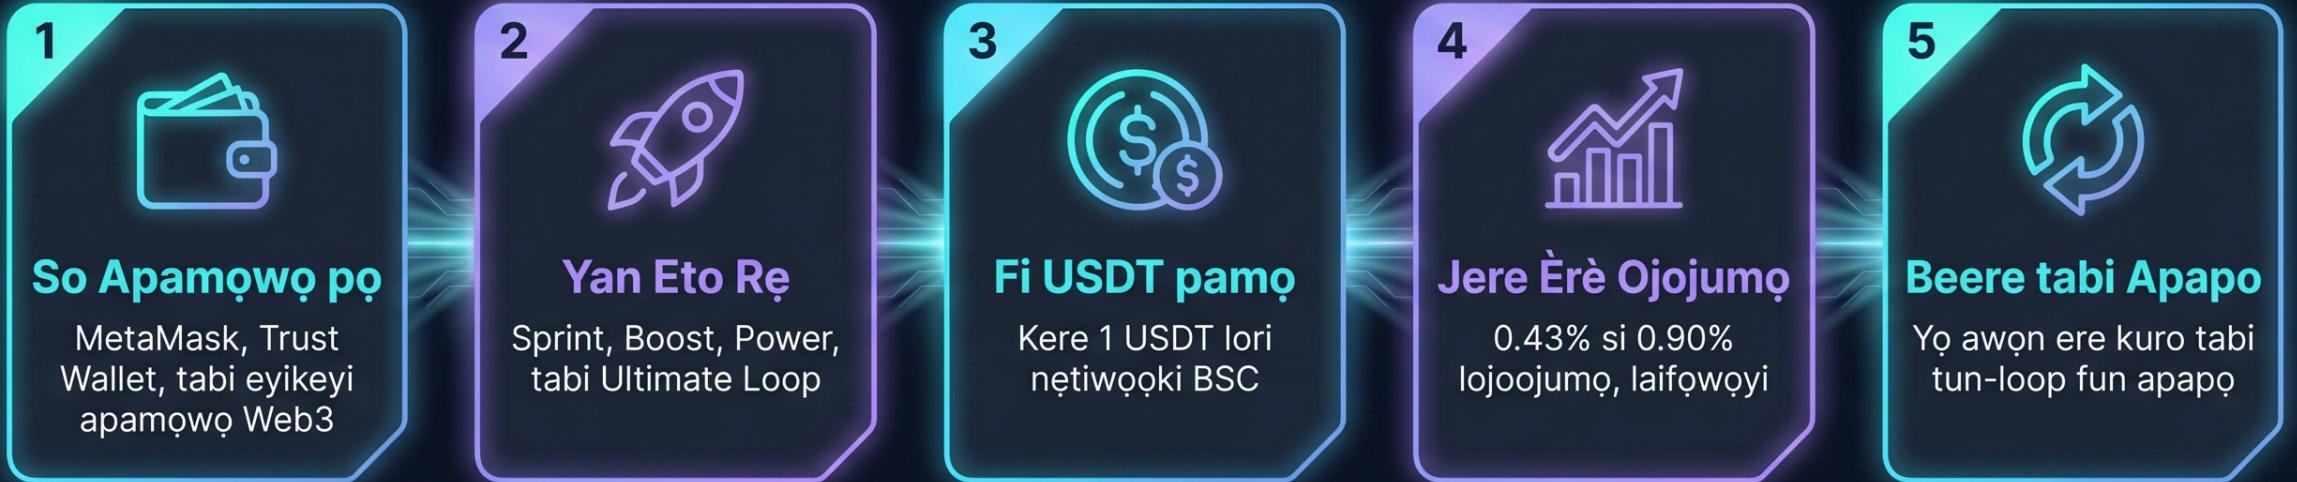 1
So Apamọwọ pọ
MetaMask, Trust
Wallet, tabi eyikeyi
apamọwọ Web3
2
Yan Eto Rẹ
Sprint, Boost, Power,
tabi Ultimate Loop
3
Fi USDT pamọ
Kere 1 USDT lori
nẹtiwọọki BSC
4
Jere Èrè Ojojumọ
0.43% si 0.90%
lojoojumọ, laifọwọyi
5
Beere tabi Apapo
Yọ awọn ere kuro tabi
tun-loop fun apapọ